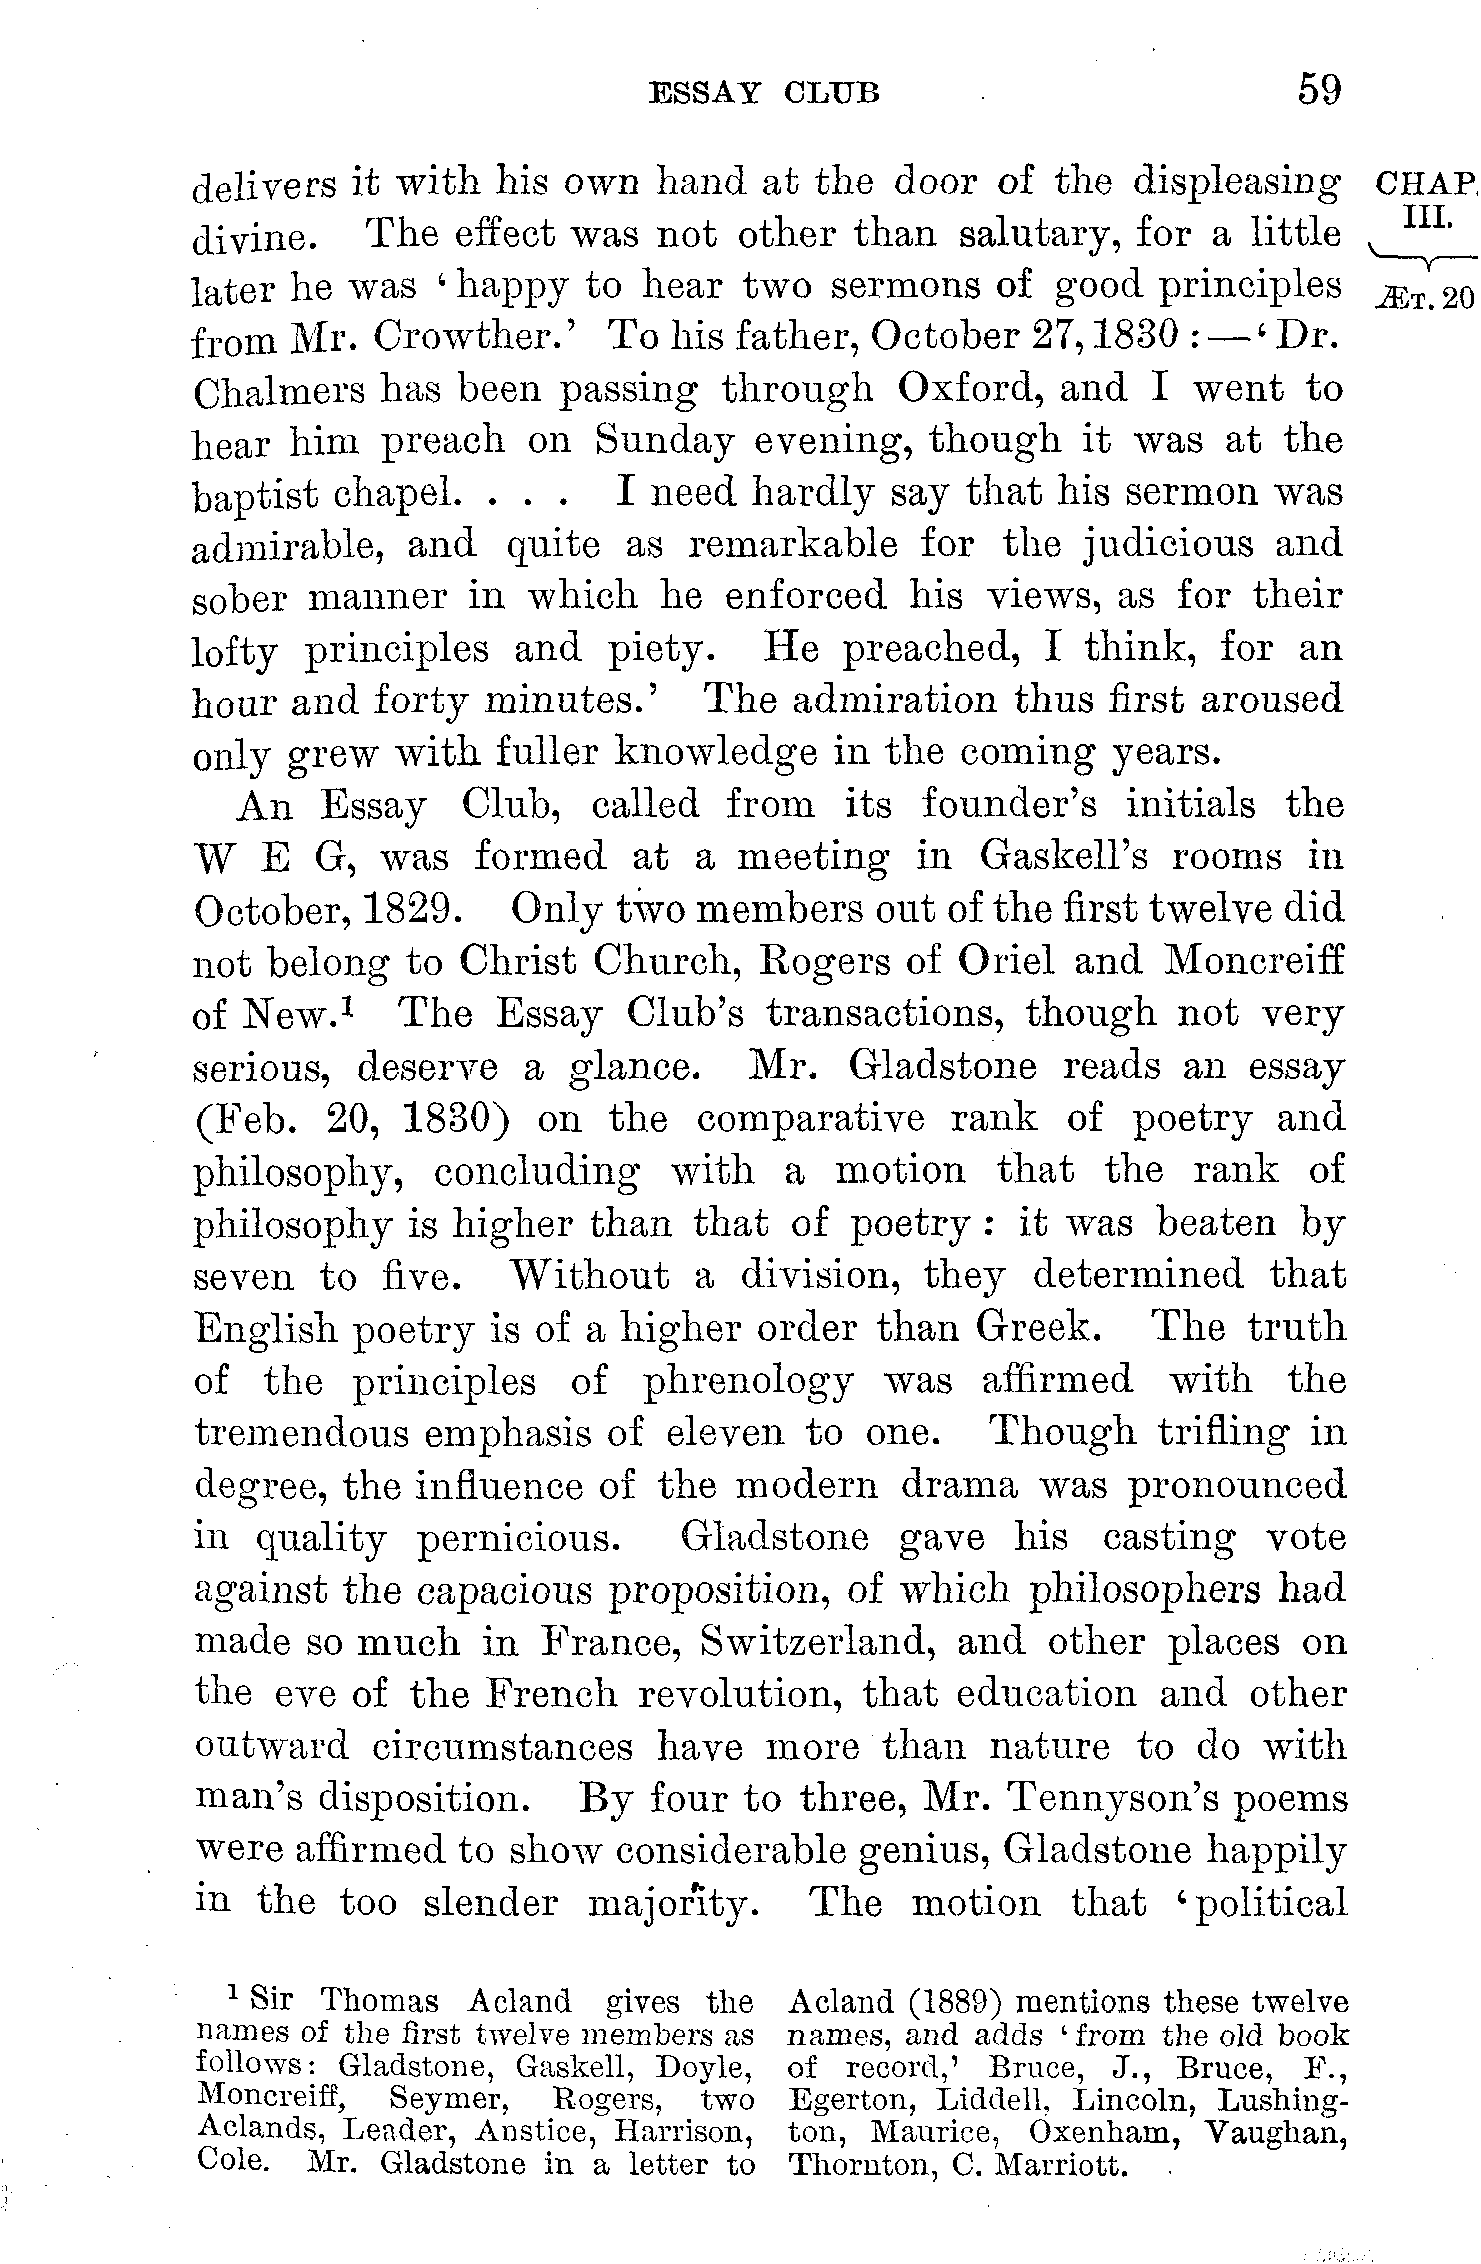 ESSAY CLUB 59
delivers it with his own hand at the door of the displeasing
divine. The effect was not other than salutary, for a little
later he was ‘happy to hear two sermons of good principles
from Mr. Crowther.’ To his father, October 27, 1830:—‘Dr.
Chalmers has been passing through Oxford, and I went to
hear him preach on Sunday evening, though it was at the
baptist chapel. . . . I need hardly say that his sermon was
admirable, and quite as remarkable for the judicious and
sober manner in which he enforced his views, as for their
lofty principles and piety. He preached, I think, for an
hour and forty minutes.’ The admiration thus first aroused
only grew with fuller knowledge in the coming years.
An Essay Club, called from its founder’s initials the
W E G, was formed at a meeting in Gaskell’s rooms in
October, 1829. Only two members out of the first twelve did
not belong to Christ Church, Rogers of Oriel and Moncreiff
of New.¹ The Essay Club’s transactions, though not very
serious, deserve a glance. Mr. Gladstone reads an essay
(Feb. 20, 1830) on the comparative rank of poetry and
philosophy, concluding with a motion that the rank of
philosophy is higher than that of poetry: it was beaten by
seven to five. Without a division, they determined that
English poetry is of a higher order than Greek. The truth
of the principles of phrenology was affirmed with the
tremendous emphasis of eleven to one. Though trifling in
degree, the influence of the modern drama was pronounced
in quality pernicious. Gladstone gave his casting vote
against the capacious proposition, of which philosophers had
made so much in France, Switzerland, and other places on
the eve of the French revolution, that education and other
outward circumstances have more than nature to do with
man’s disposition. By four to three, Mr. Tennyson’s poems
were affirmed to show considerable genius, Gladstone happily
in the too slender majority. The motion that ‘political
CHAP.
III.
ÆT. 20
¹ Sir Thomas Acland gives the
names of the first twelve members as
follows: Gladstone, Gaskell, Doyle,
Moncreiff, Seymer, Rogers, two
Aclands, Leader, Anstice, Harrison,
Cole. Mr. Gladstone in a letter to
Acland (1889) mentions these twelve
names, and adds ‘from the old book
of record,’ Bruce, J., Bruce, F.,
Egerton, Liddell, Lincoln, Lushing-
ton, Maurice, Oxenham, Vaughan,
Thornton, C. Marriott.